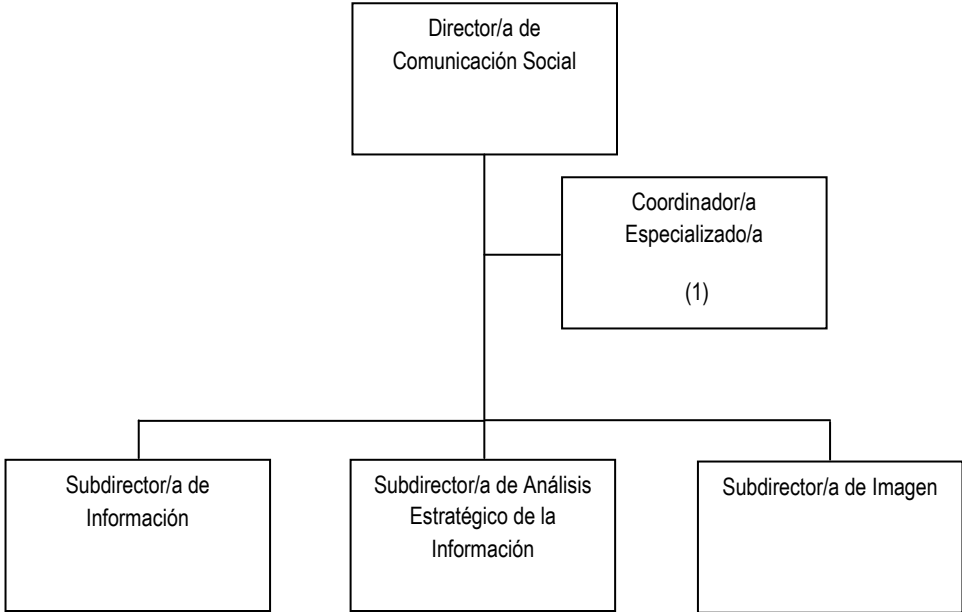 Director/a de
Comunicación Social
Coordinador/a
Especializado/a
(1)
Subdirector/a de
Información
Subdirector/a de Análisis
Estratégico de la
Información
Subdirector/a de Imagen